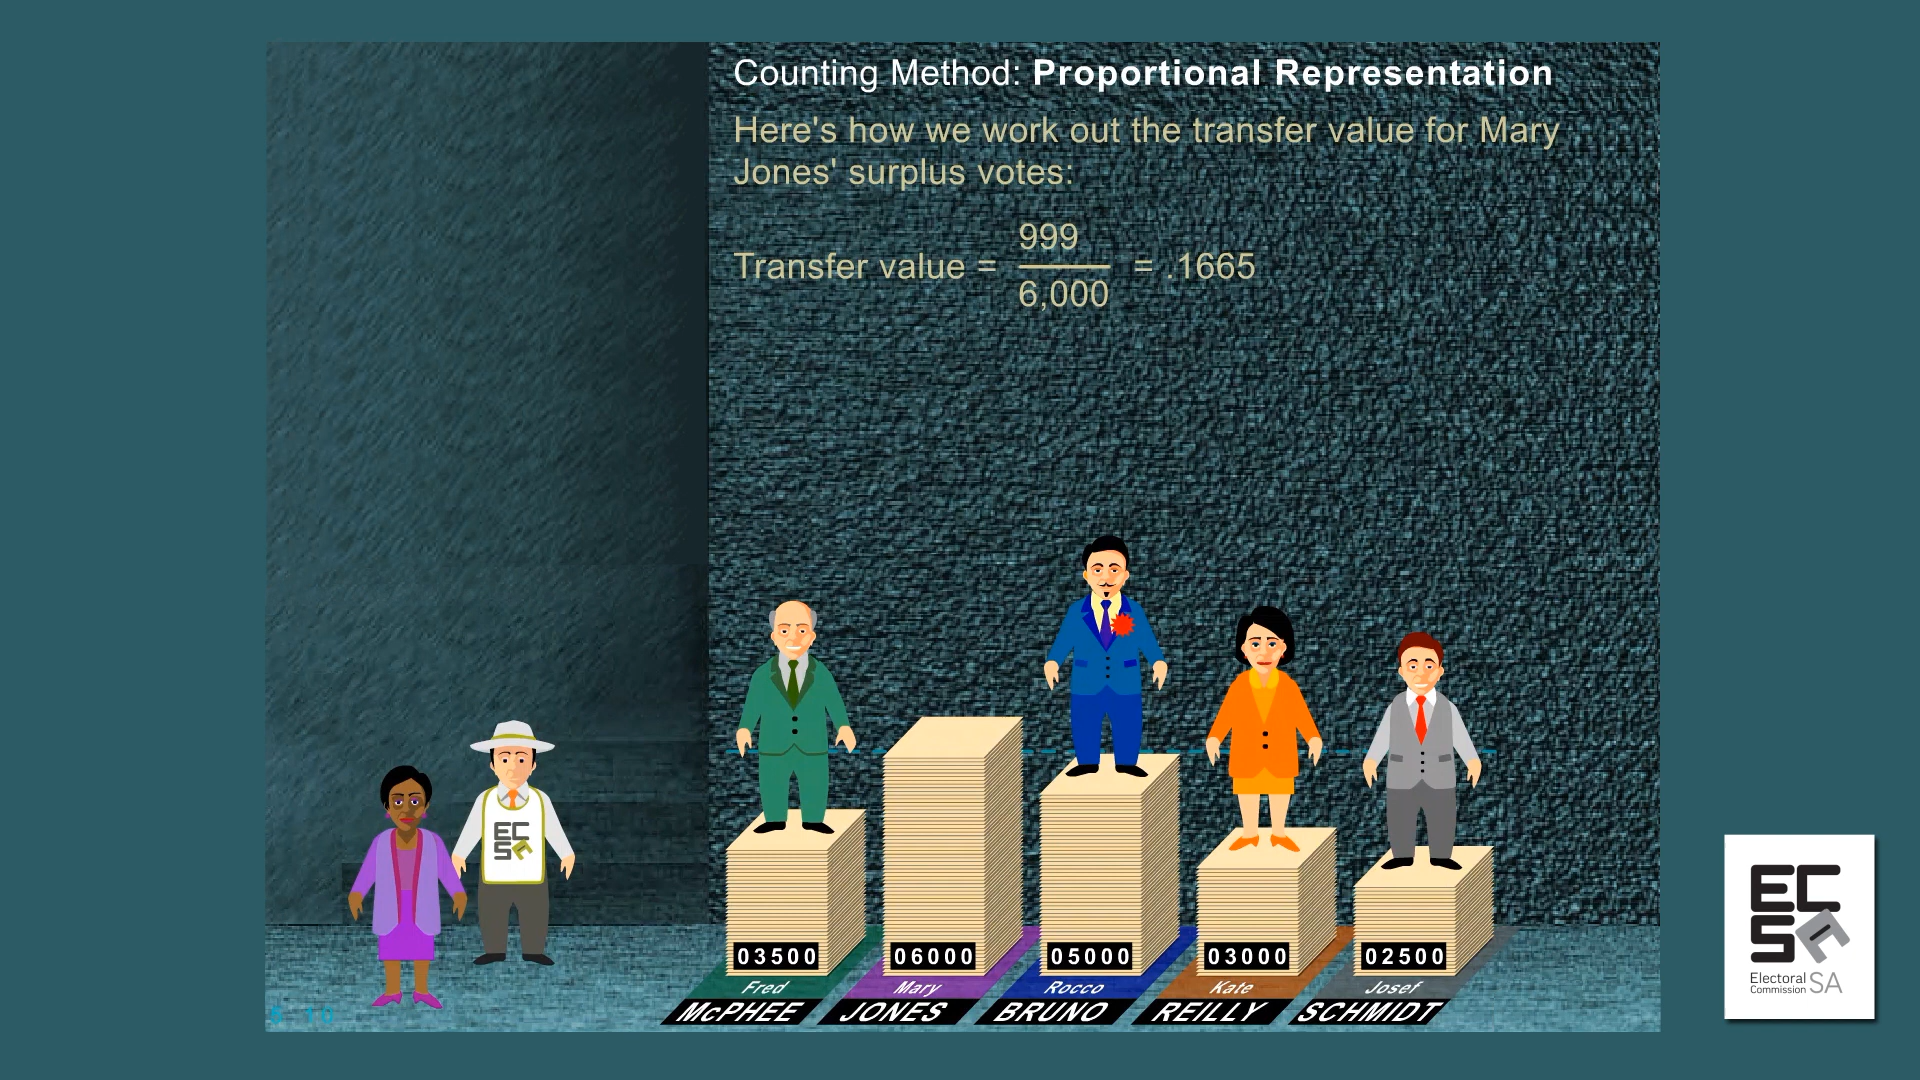 Counting Method: Proportional Representation
Here's how we work out the transfer value for Mary
Jones' surplus votes:
999
Transfer value = = .1665
6,000
EC
S
03500 06000 05000 03000 02500
Fred Mary Rocco Kate Josef
McPHEE JONES BRUNO REILLY SCHMIDT
5 10
EC
S
Electoral
Commission SA